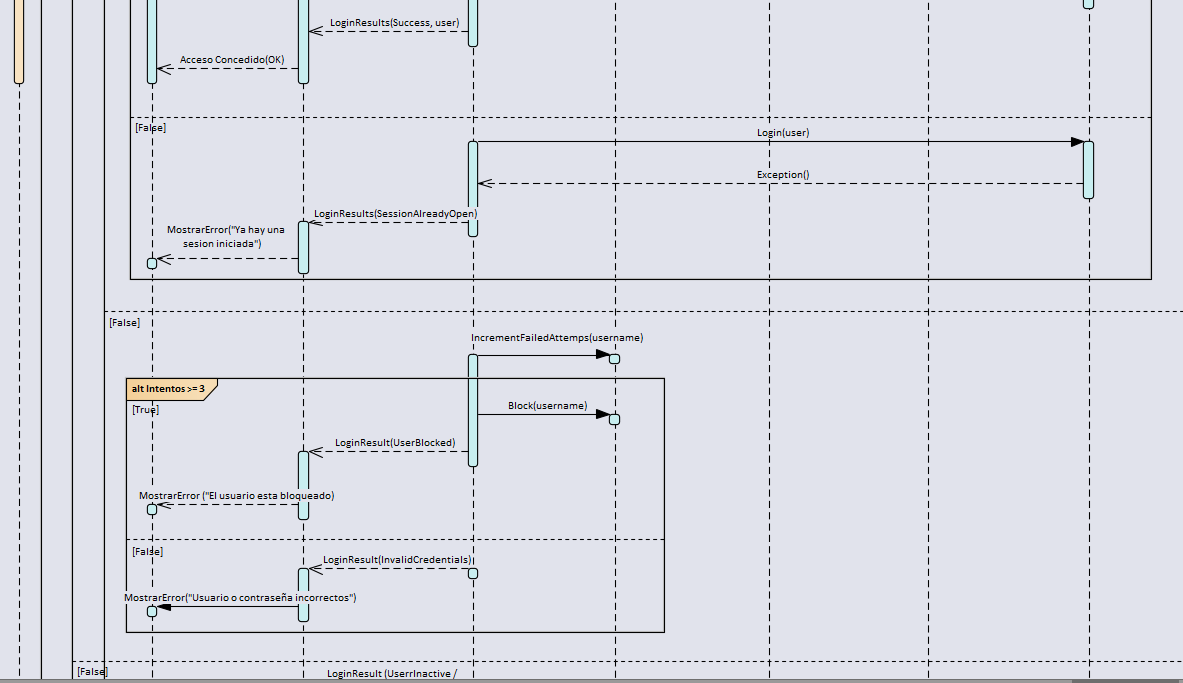 LoginResults(Success, user)
Acceso Concedido(OK)
[False]
Login(user)
Exception()
LoginResults(SessionAlreadyOpen)
MostrarError("Ya hay una
sesion iniciada")
[False]
IncrementFailedAttemps(username)
alt Intentos >= 3
[True]
Block(username)
LoginResult(UserBlocked)
MostrarError ("El usuario esta bloqueado)
[False]
LoginResult(InvalidCredentials)
MostrarError("Usuario o contraseña incorrectos")
[False]
LoginResult (UserrInactive /